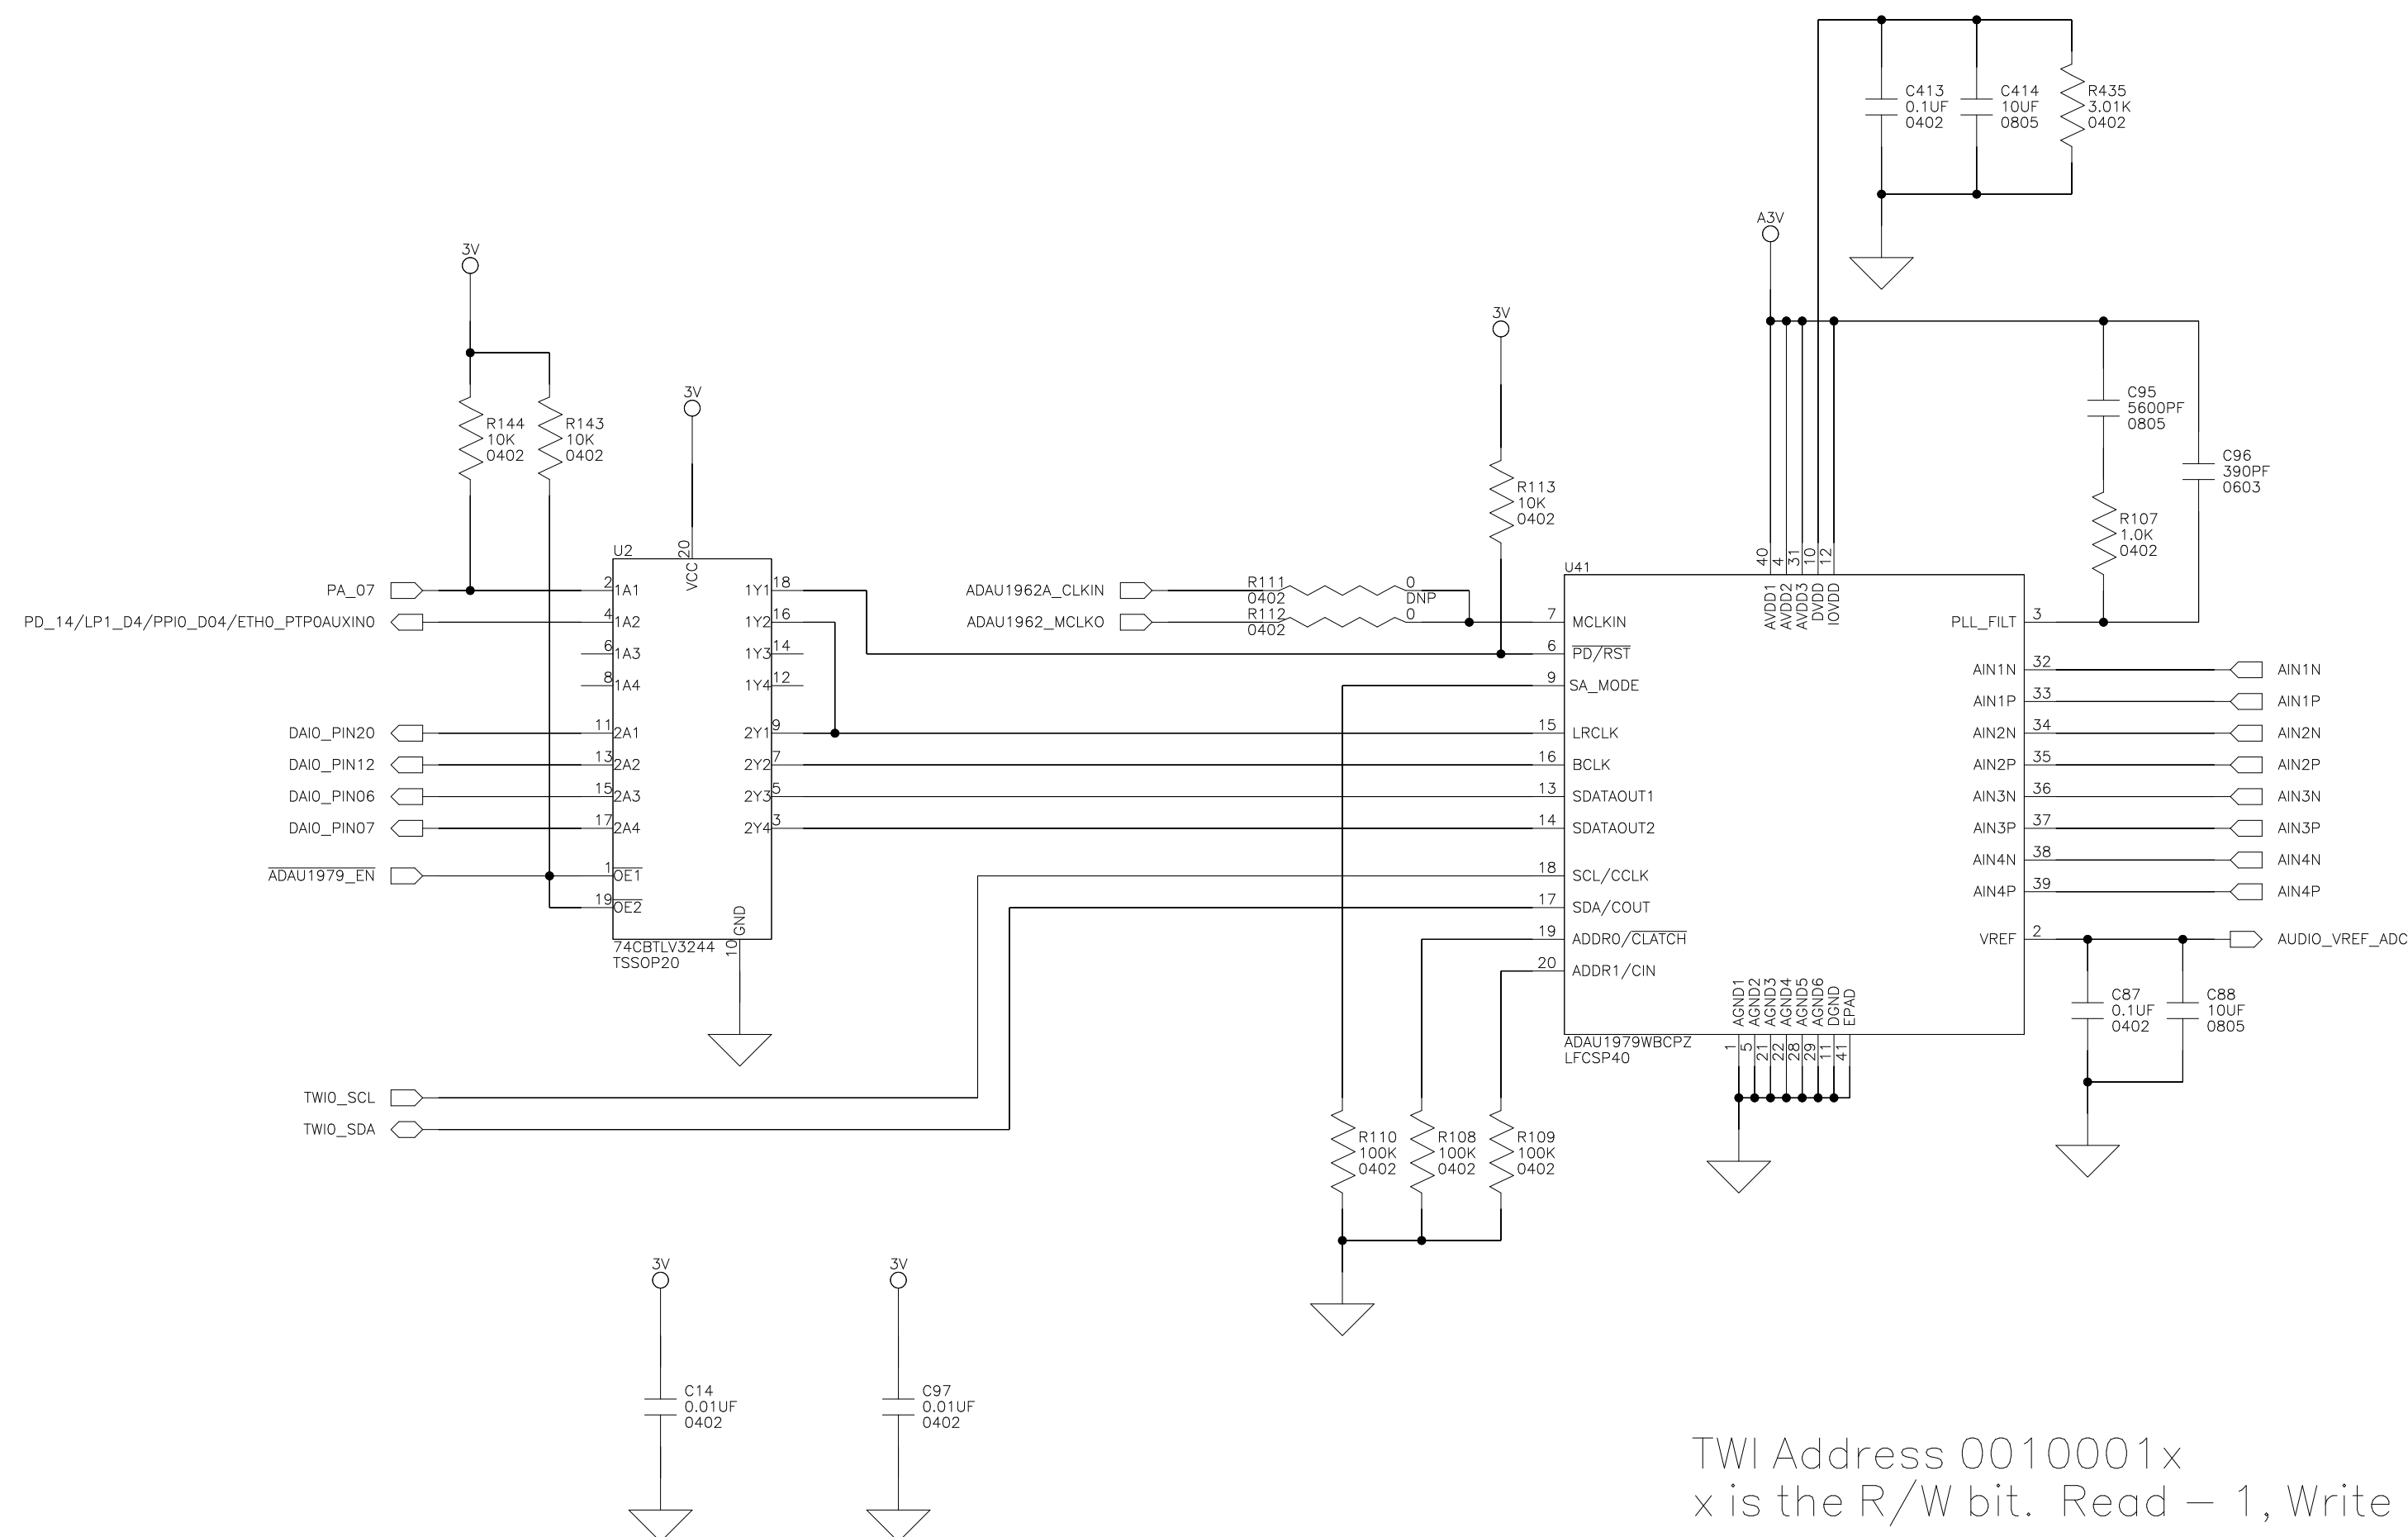 C413
0.1UF
0402
C414
10UF
0805
R435
3.01K
0402
A3V
3V
3V
3V
R144
10K
0402
R143
10K
0402
C95
5600PF
0805
C96
390PF
0603
R113
10K
0402
R107
1.0K
0402
U2
20
VCC
PA_07
2
1A1
1Y1
18
PD_14/LP1_D4/PPI0_D04/ETH0_PTP0AUXIN0
4
1A2
1Y2
16
6
1A3
1Y3
14
8
1A4
1Y4
12
DAI0_PIN20
11
2A1
2Y1
9
DAI0_PIN12
13
2A2
2Y2
7
DAI0_PIN06
15
2A3
2Y3
5
DAI0_PIN07
17
2A4
2Y4
3
ADAU1979_EN
1
OE1
19
OE2
GND
10
74CBTLV3244
TSSOP20
ADAU1962A_CLKIN
R111
0402
0
DNP
ADAU1962_MCLKO
R112
0402
0
U41
40
4
31
10
12
AVDD1
AVDD2
AVDD3
DVDD
IOVDD
7
MCLKIN
6
PD/RST
9
SA_MODE
15
LRCLK
16
BCLK
13
SDATAOUT1
14
SDATAOUT2
18
SCL/CCLK
17
SDA/COUT
19
ADDR0/CLATCH
20
ADDR1/CIN
PLL_FILT
3
AIN1N
32
AIN1N
AIN1P
33
AIN1P
AIN2N
34
AIN2N
AIN2P
35
AIN2P
AIN3N
36
AIN3N
AIN3P
37
AIN3P
AIN4N
38
AIN4N
AIN4P
39
AIN4P
VREF
2
AUDIO_VREF_ADC
AGND1
AGND2
AGND3
AGND4
AGND5
AGND6
DGND
EPAD
1
5
21
22
28
29
11
41
ADAU1979WBCPZ
LFCSP40
C87
0.1UF
0402
C88
10UF
0805
TWI0_SCL
TWI0_SDA
R110
100K
0402
R108
100K
0402
R109
100K
0402
3V
3V
C14
0.01UF
0402
C97
0.01UF
0402
TWI Address 0010001x
x is the R/W bit. Read - 1, Write